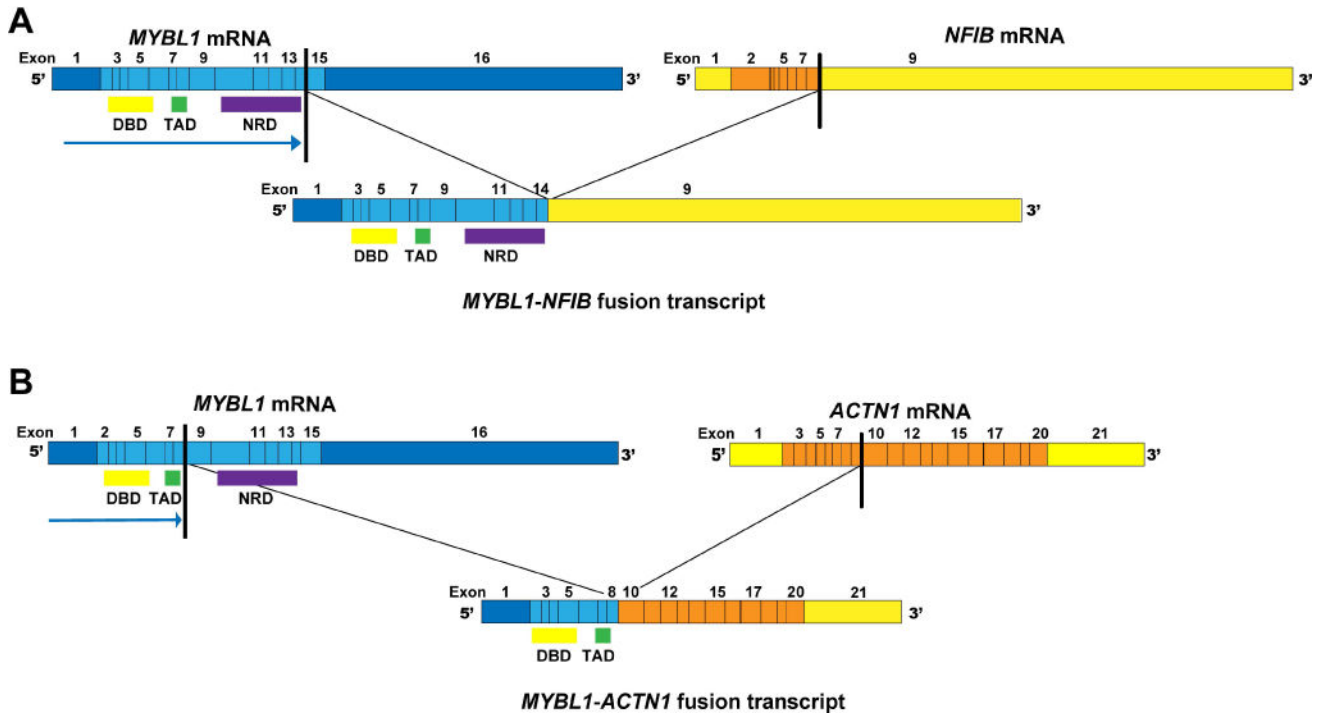 A
MYBL1 mRNA
NFIB mRNA
Exon 1 3 5 7 9 11 13 15 16
Exon 1 2 5 7 9
5’ 3’ 5’ 3’
DBD TAD NRD
Exon 1 3 5 7 9 11 14 9
5’ 3’
DBD TAD NRD
MYBL1-NFIB fusion transcript
B
MYBL1 mRNA
ACTN1 mRNA
Exon 1 2 5 7 9 11 13 15 16
Exon 1 3 5 7 10 12 15 17 20 21
5’ 3’ 5’ 3’
DBD TAD NRD
Exon 1 3 5 8 10 12 15 17 20 21
5’ 3’
DBD TAD
MYBL1-ACTN1 fusion transcript